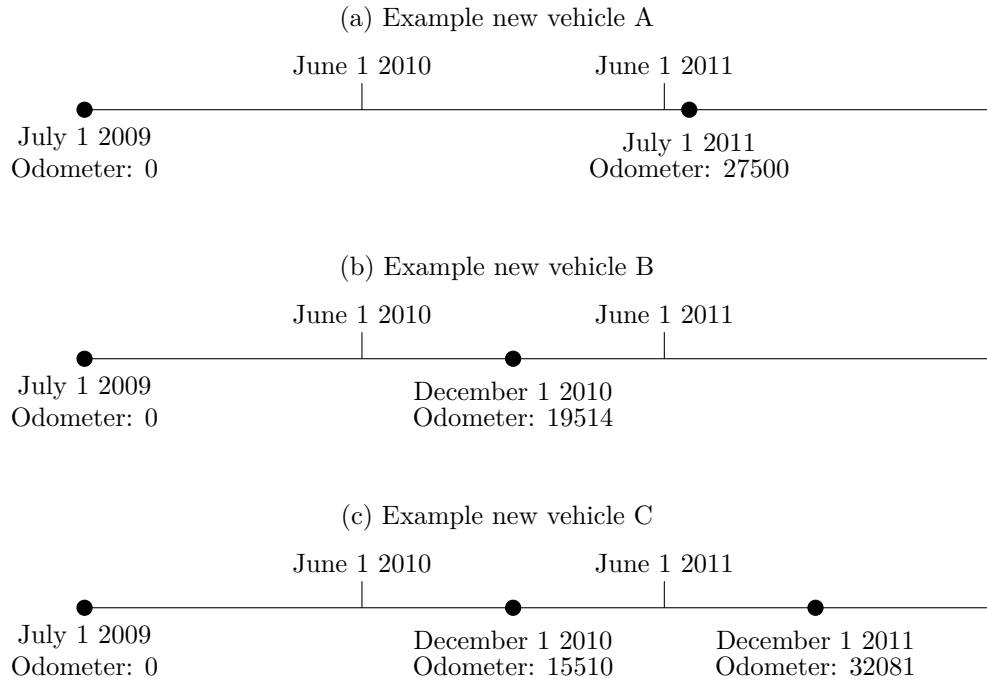 (a) Example new vehicle A
June 1 2010
June 1 2011
July 1 2009
Odometer: 0
July 1 2011
Odometer: 27500
(b) Example new vehicle B
June 1 2010
June 1 2011
July 1 2009
Odometer: 0
December 1 2010
Odometer: 19514
(c) Example new vehicle C
June 1 2010
June 1 2011
July 1 2009
Odometer: 0
December 1 2010
Odometer: 15510
December 1 2011
Odometer: 32081